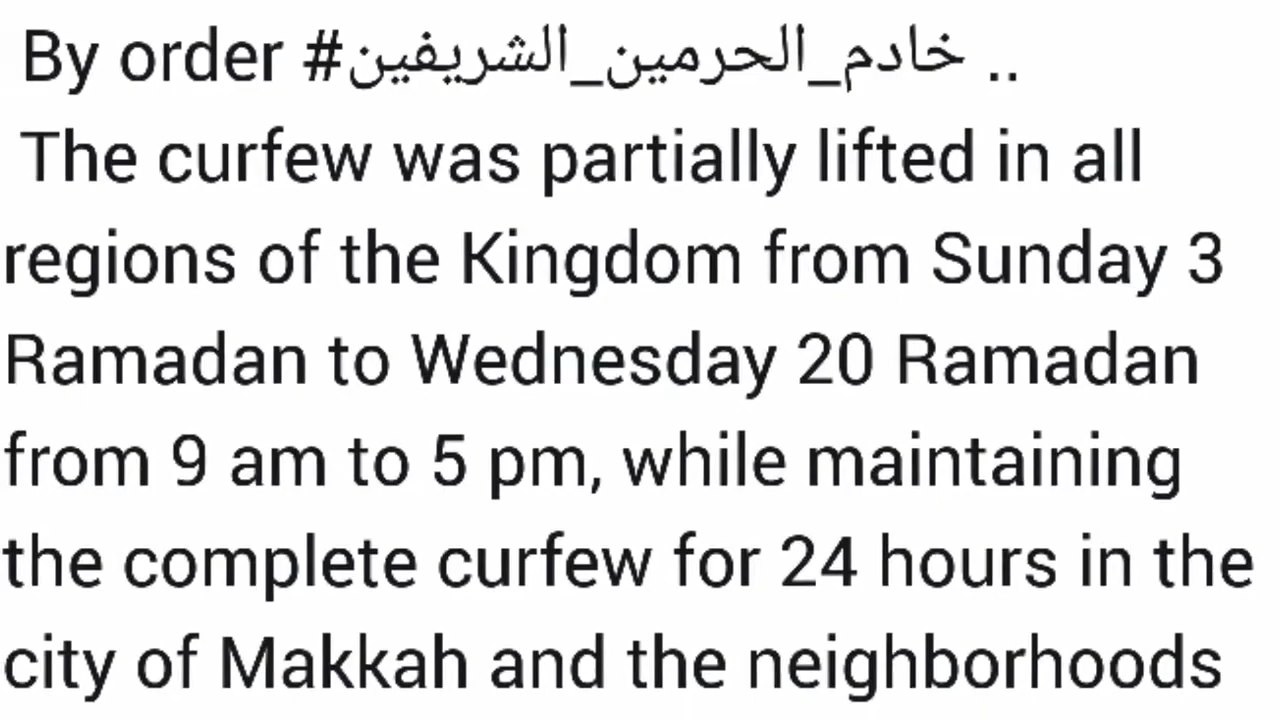 By order #خادم_الحرمين_الشريفين ..
The curfew was partially lifted in all
regions of the Kingdom from Sunday 3
Ramadan to Wednesday 20 Ramadan
from 9 am to 5 pm, while maintaining
the complete curfew for 24 hours in the
city of Makkah and the neighborhoods